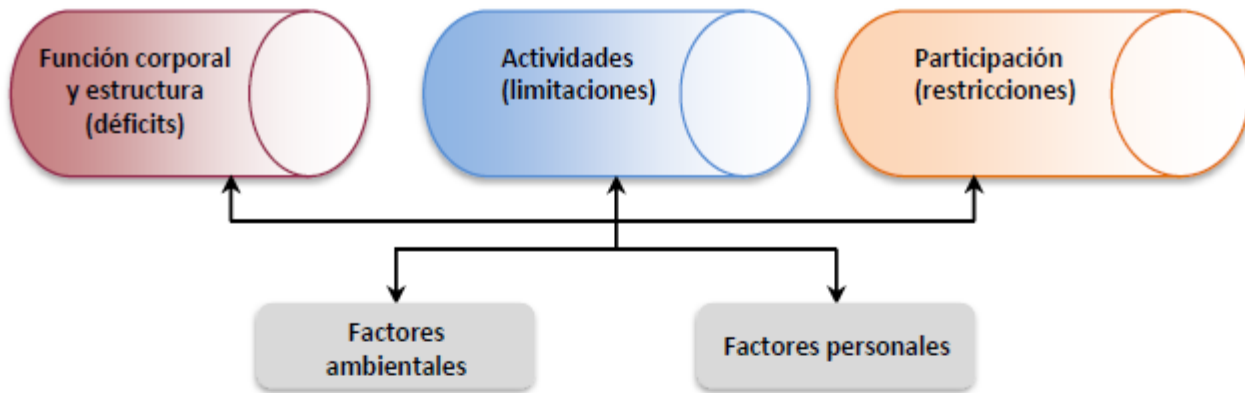 Función corporal
y estructura
(déficits)
Actividades
(limitaciones)
Participación
(restricciones)
Factores
ambientales
Factores personales